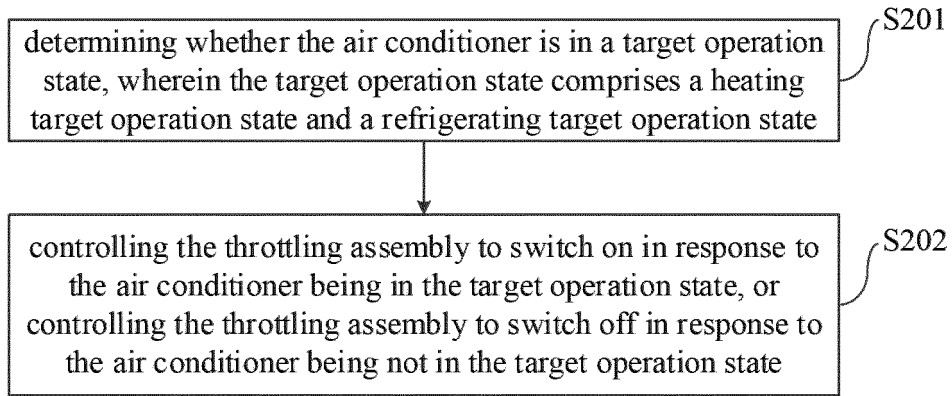 determining whether the air conditioner is in a target operation
state, wherein the target operation state comprises a heating
target operation state and a refrigerating target operation state
S201
controlling the throttling assembly to switch on in response to
the air conditioner being in the target operation state, or
controlling the throttling assembly to switch off in response to
the air conditioner being not in the target operation state
S202